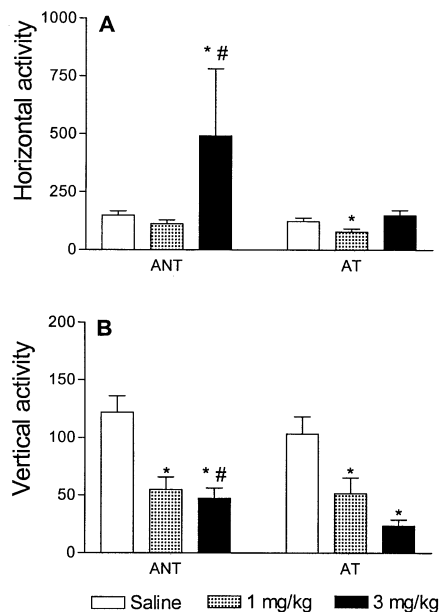 A
Horizontal activity
1000
750
500
250
0
* #
*
ANT AT
B
Vertical activity
200
150
100
50
0
*
* #
*
*
ANT AT
Saline 1 mg/kg 3 mg/kg